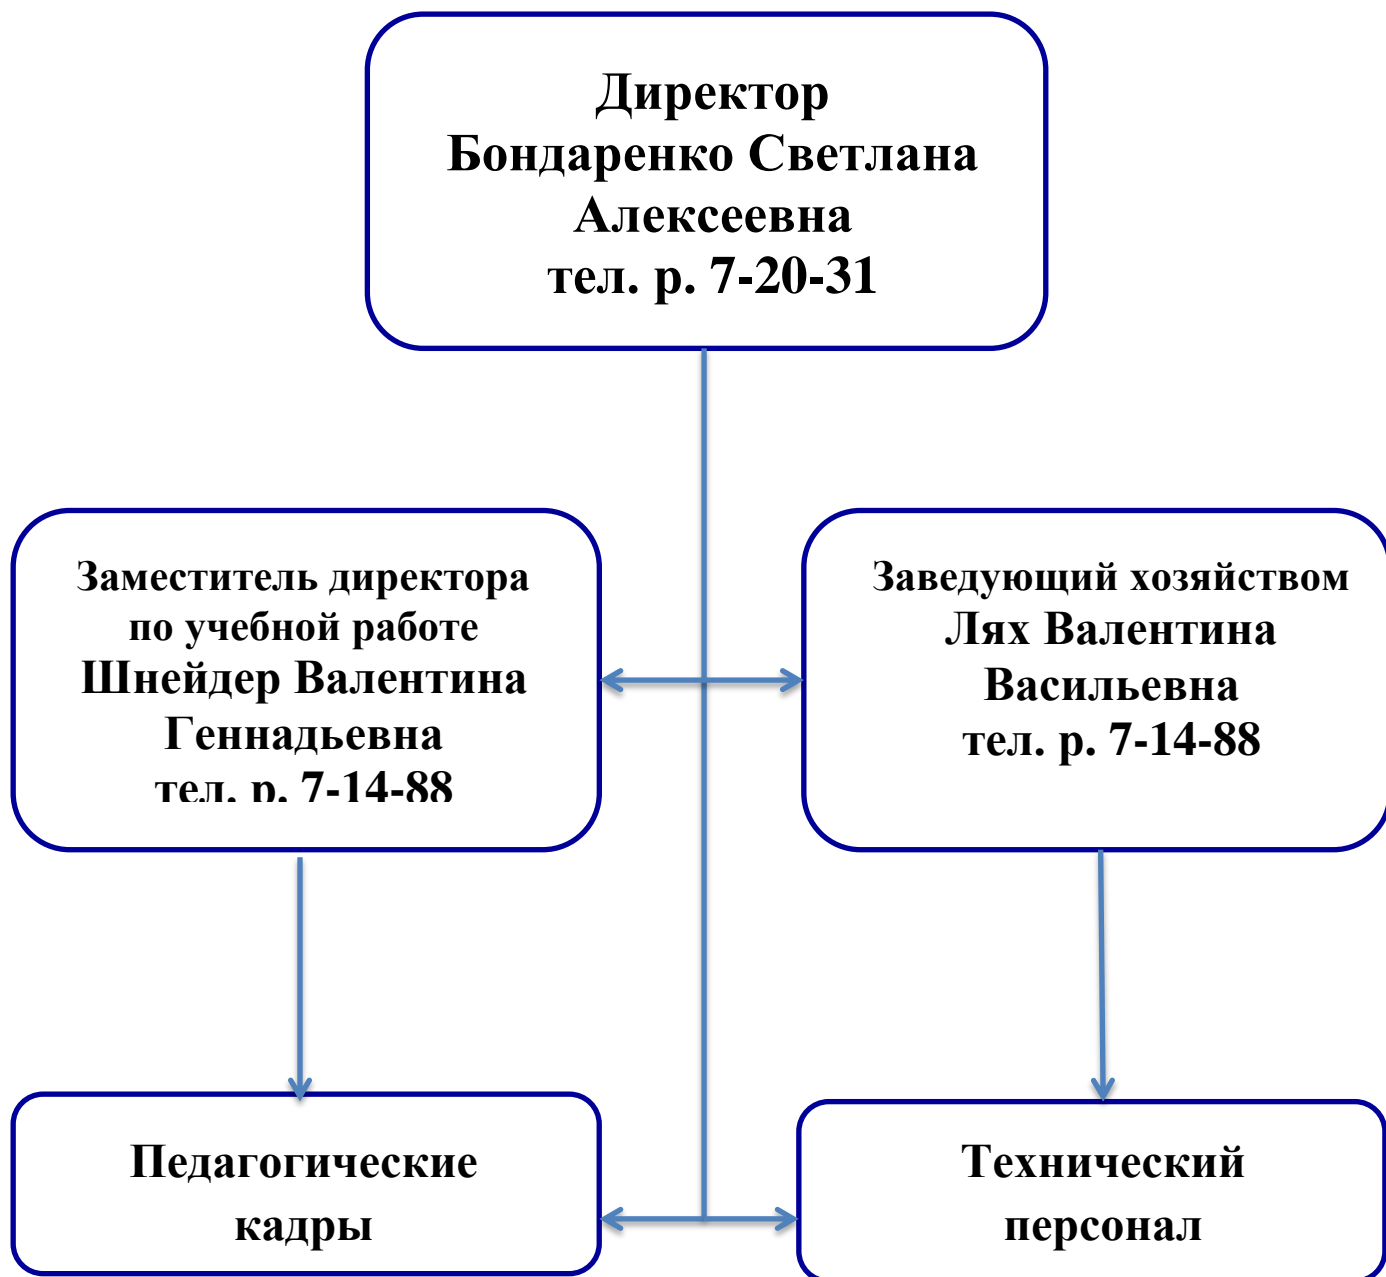 Директор
Бондаренко Светлана
Алексеевна
тел. р. 7-20-31
Заместитель директора
по учебной работе
Шнейдер Валентина
Геннадьевна
тел. р. 7-14-88
Заведующий хозяйством
Лях Валентина
Васильевна
тел. р. 7-14-88
Педагогические
кадры
Технический
персонал